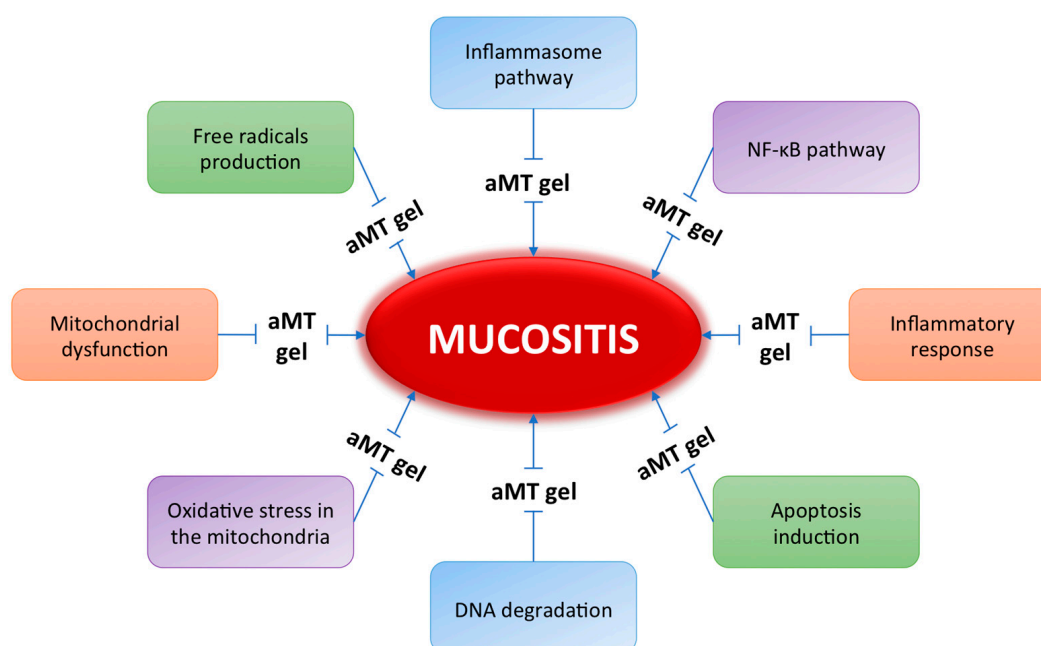 Inflammasome
pathway
Free radicals
production
NF-κB pathway
aMT gel
aMT gel
aMT gel
Mitochondrial
dysfunction
aMT
gel
MUCOSITIS
aMT
gel
Inflammatory
response
aMT gel
aMT gel
aMT gel
Oxidative stress in
the mitochondria
Apoptosis
induction
DNA degradation